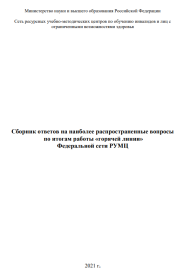 Министерство науки и высшего образования Российской Федерации
Сеть ресурсных учебно-методических центров по обучению инвалидов и лиц с
ограниченными возможностями здоровья
Сборник ответов на наиболее распространенные вопросы
по итогам работы «горячей линии»
Федеральной сети РУМЦ
2021 г.